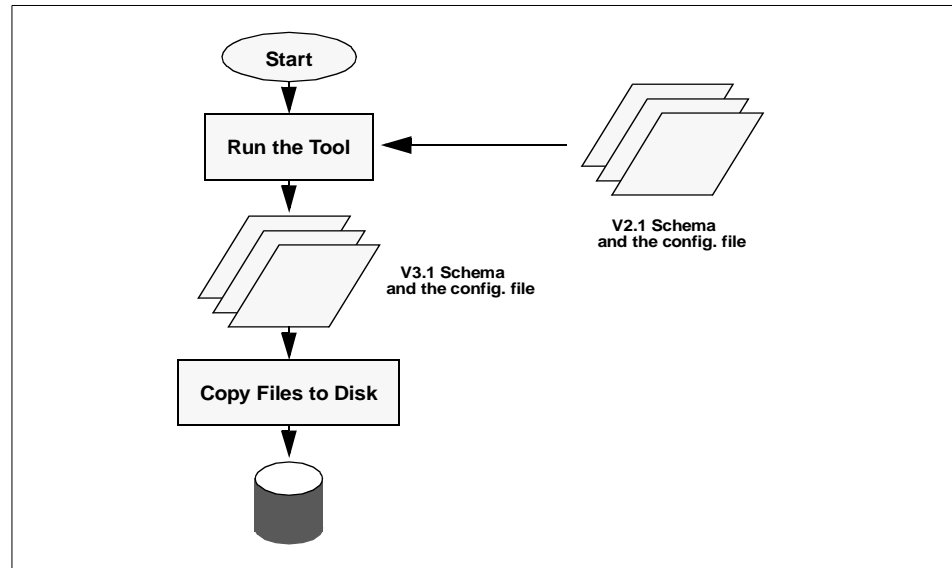 Start
Run the Tool
V2.1 Schema
and the config. file
V3.1 Schema
and the config. file
Copy Files to Disk